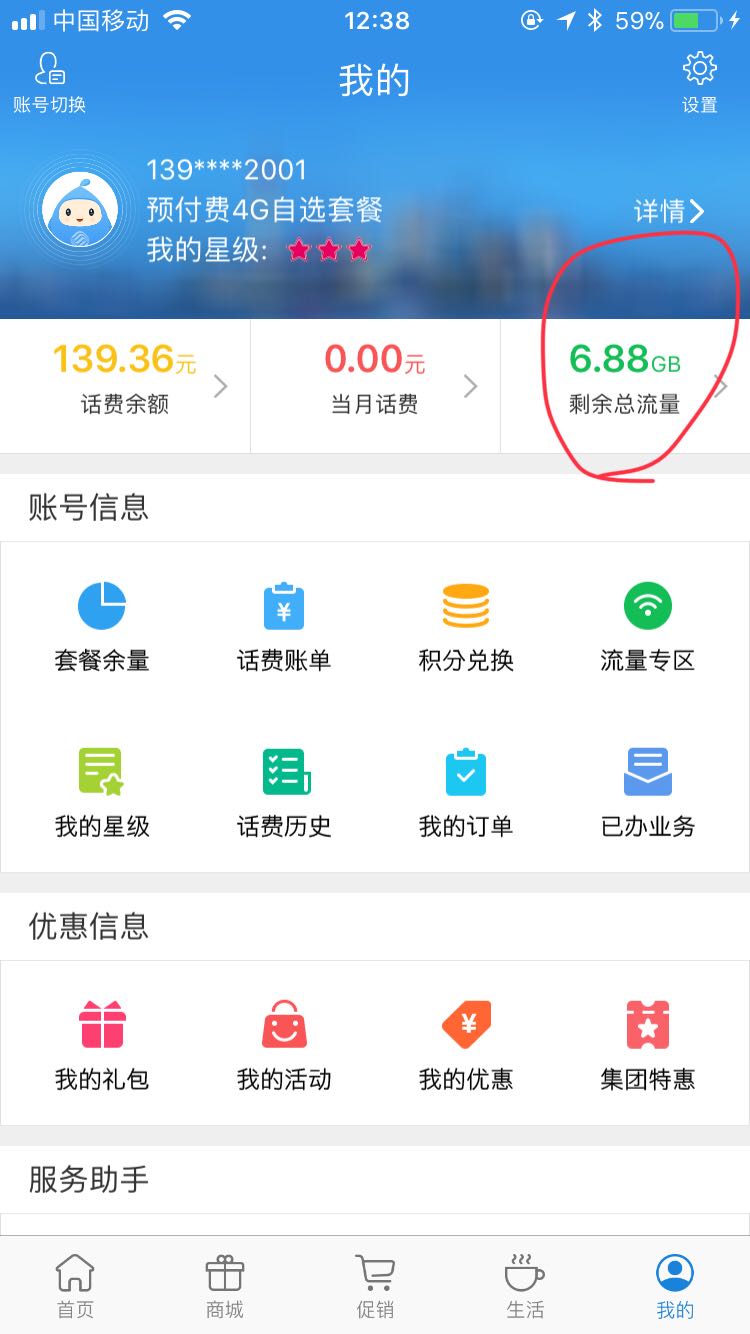 中国移动 12:38 59%
账号切换 我的 设置
139****2001
预付费4G自选套餐 详情
我的星级:
139.36元 0.00元 6.88GB
话费余额 当月话费 剩余总流量
账号信息
¥
套餐余量 话费账单 积分兑换 流量专区
我的星级 话费历史 我的订单 已办业务
优惠信息
¥
我的礼包 我的活动 我的优惠 集团特惠
服务助手
首页 商城 促销 生活 我的